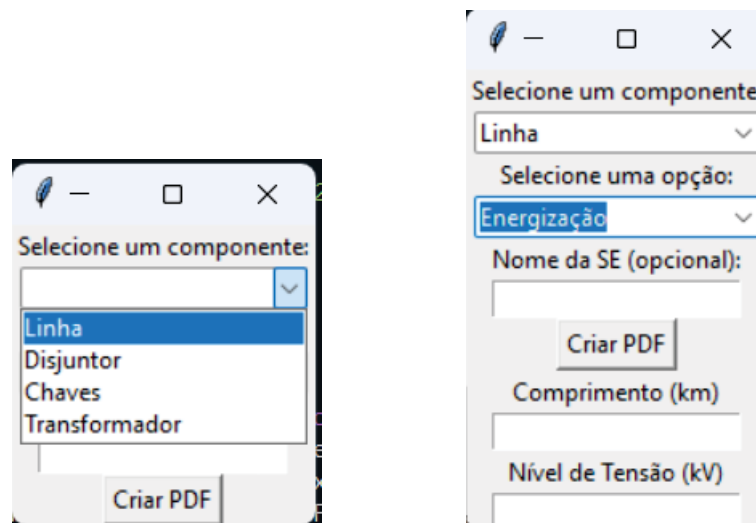 Selecione um componente:
Linha
Disjuntor
Chaves
Transformador
Criar PDF
Selecione um componente
Linha
Selecione uma opção:
Energização
Nome da SE (opcional):
Criar PDF
Comprimento (km)
Nível de Tensão (kV)